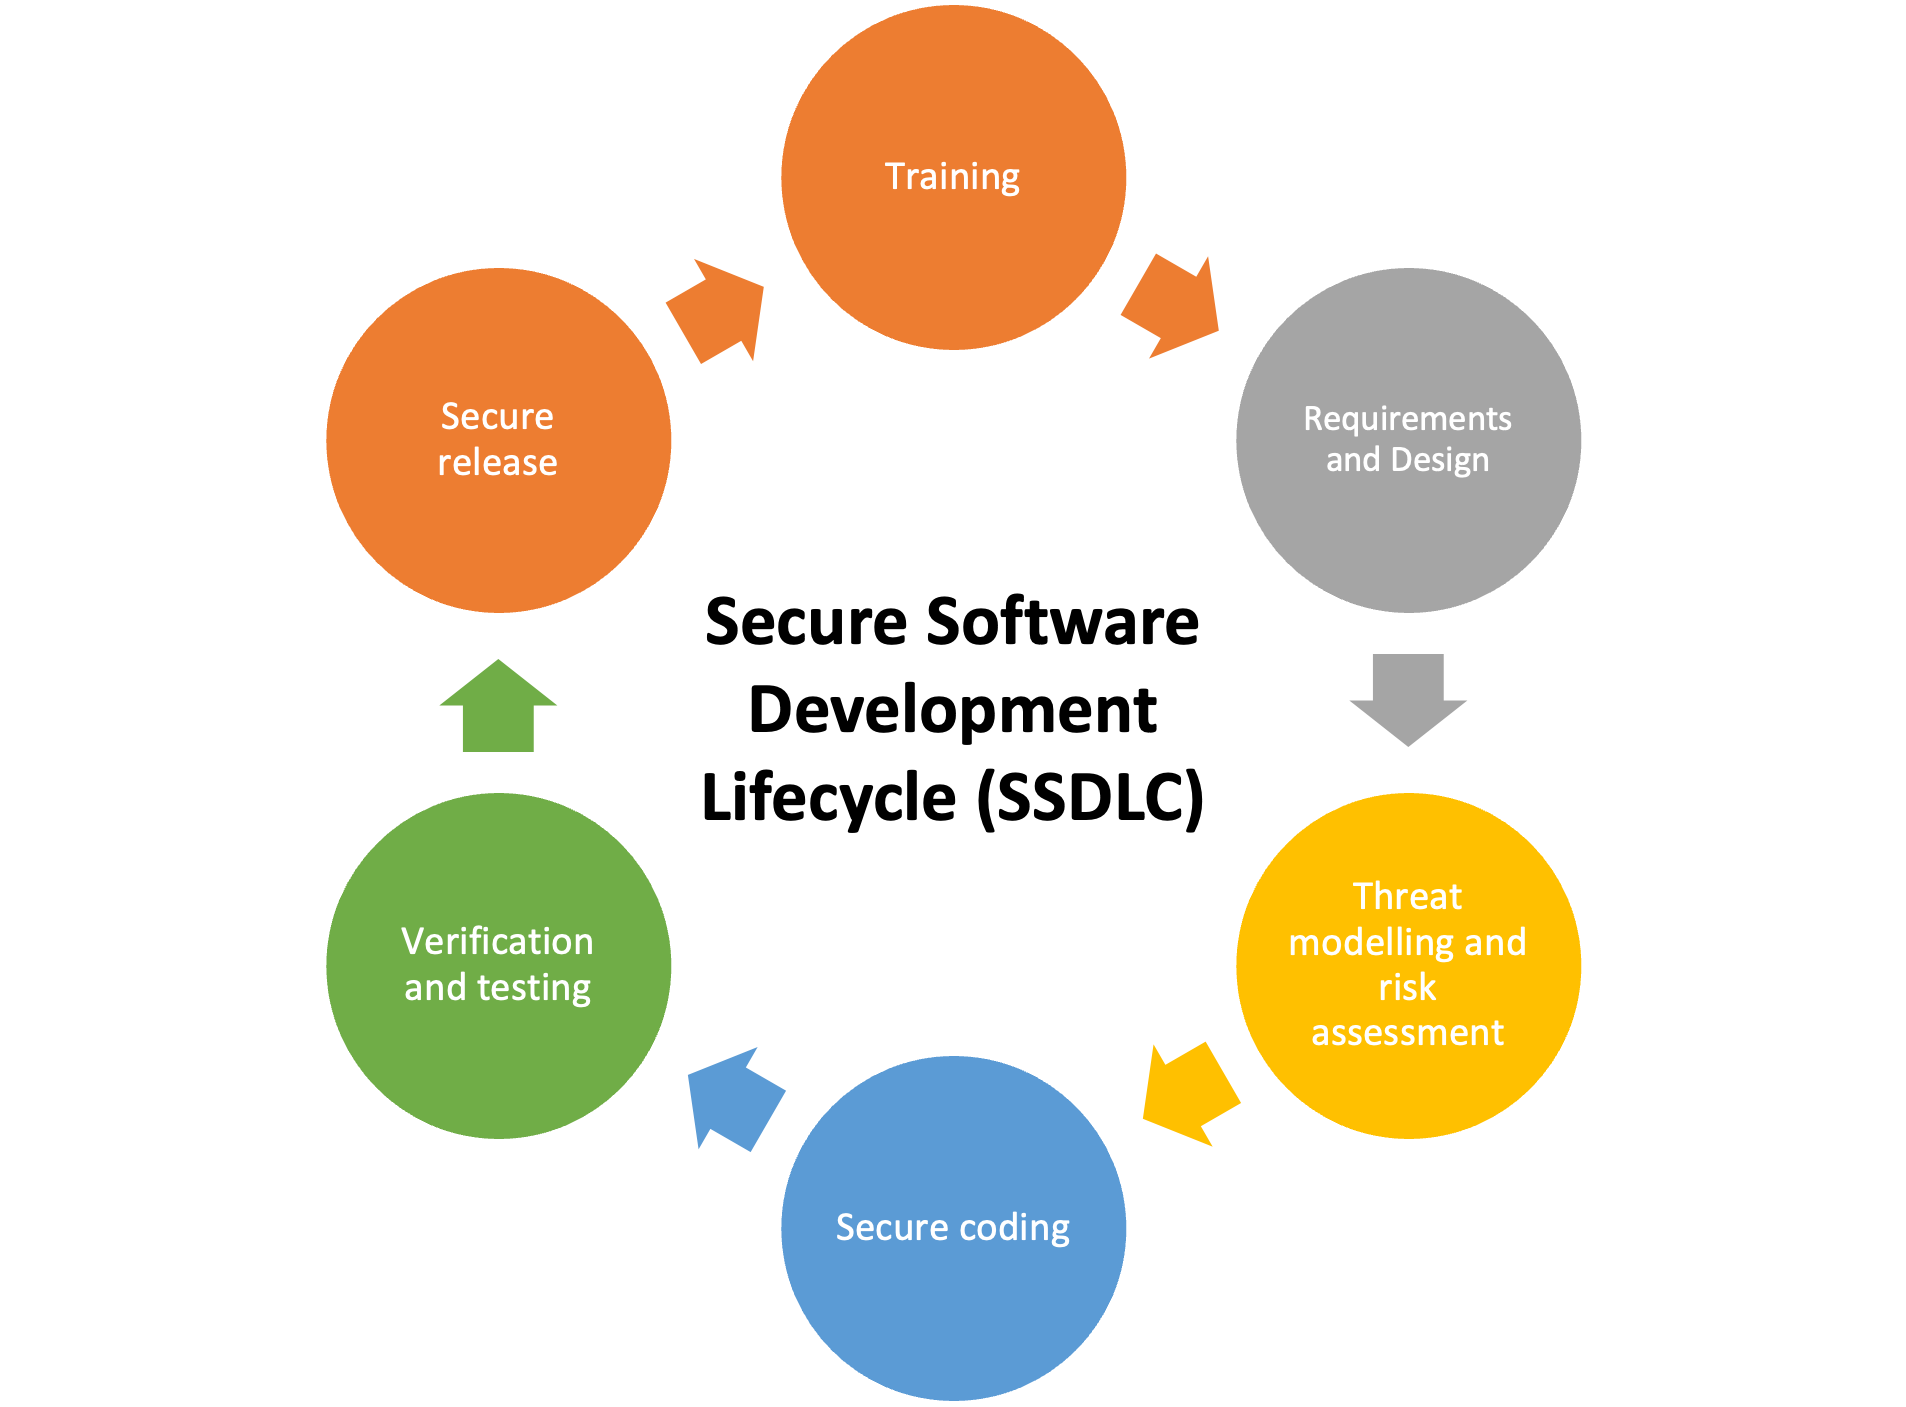 Training
Requirements
and Design
Threat
modelling and
risk
assessment
Secure coding
Verification
and testing
Secure
release
Secure Software
Development
Lifecycle (SSDLC)